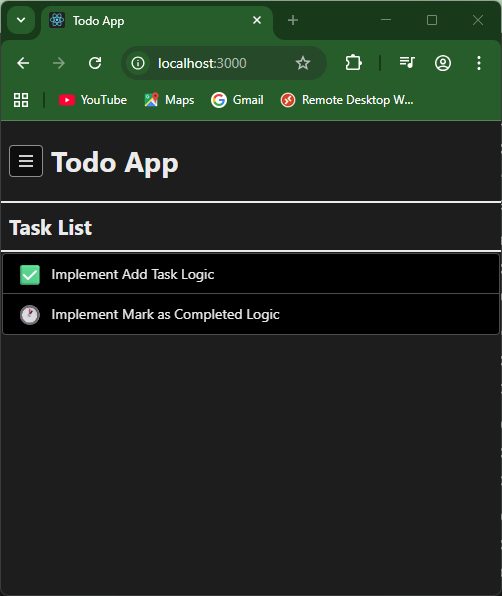 Todo App
localhost:3000
YouTube Maps Gmail Remote Desktop W...
Todo App
Task List
Implement Add Task Logic
Implement Mark as Completed Logic